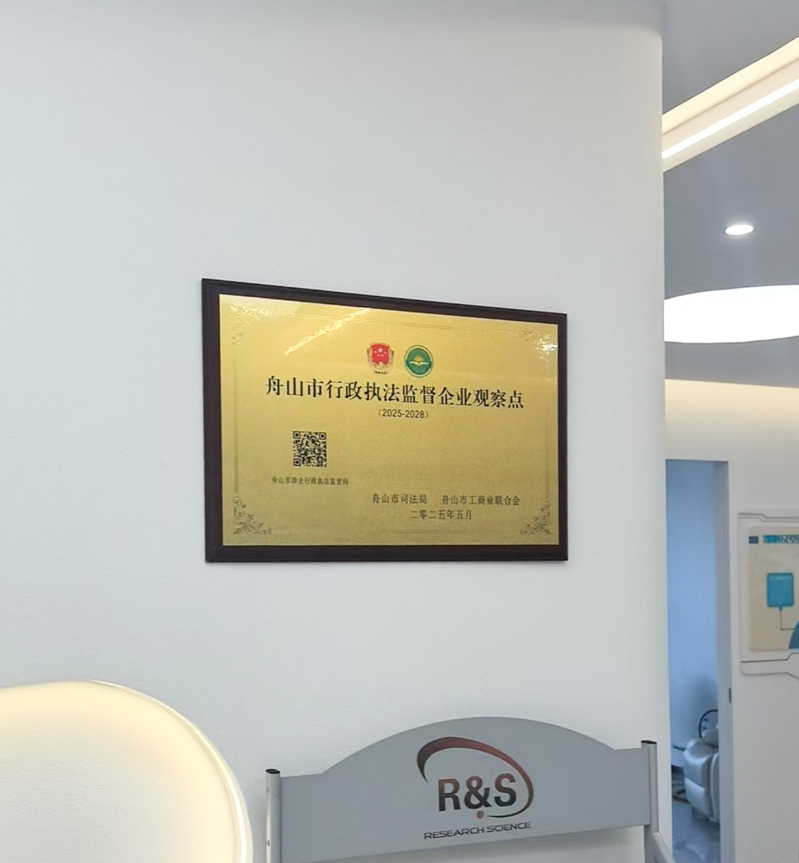 舟山市行政执法监督企业观察点
(2025-2028)
舟山市涉企行政执法监督码
舟山市司法局 舟山市工商业联合会
二零二五年五月
R&S
RESEARCH SCIENCE